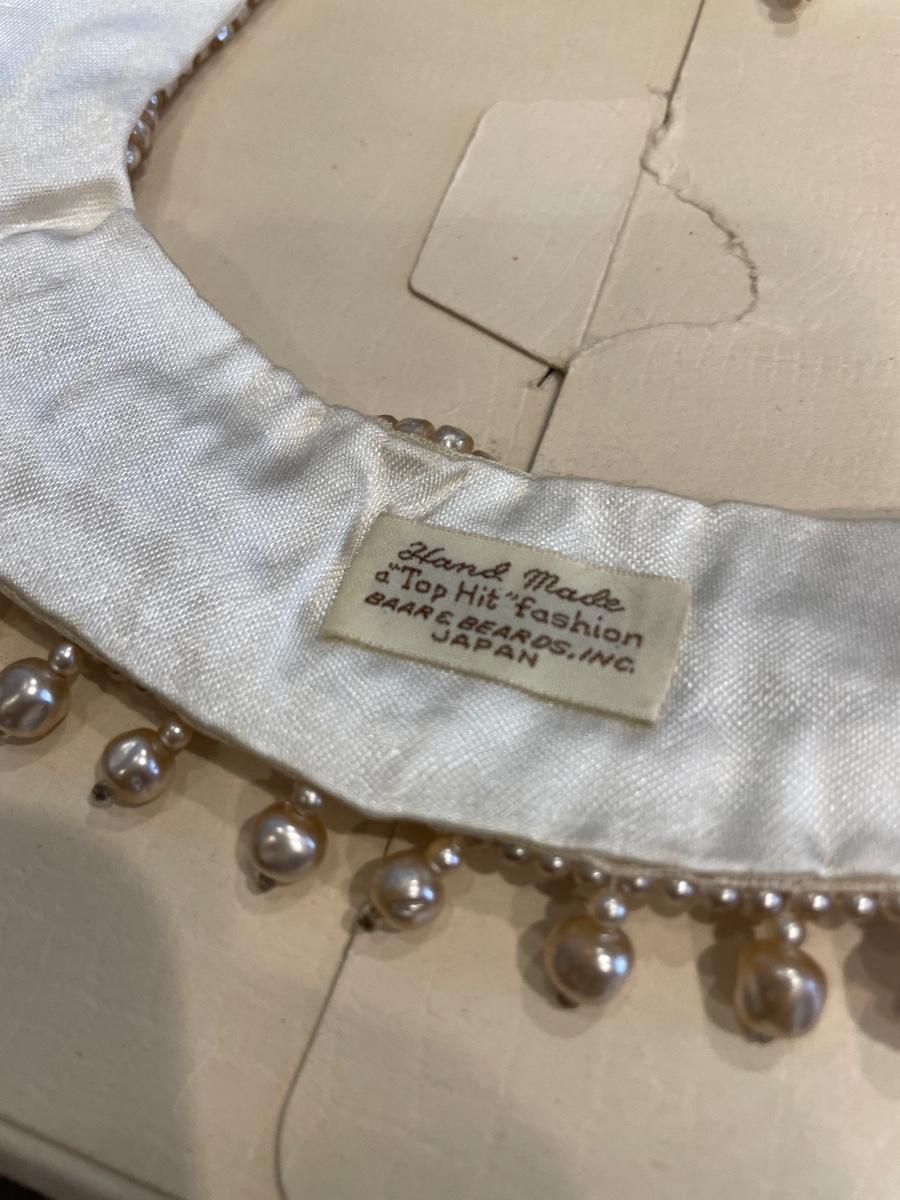 Hand Made
a "Top Hit" fashion
BAAR & BEARDS, INC.
JAPAN